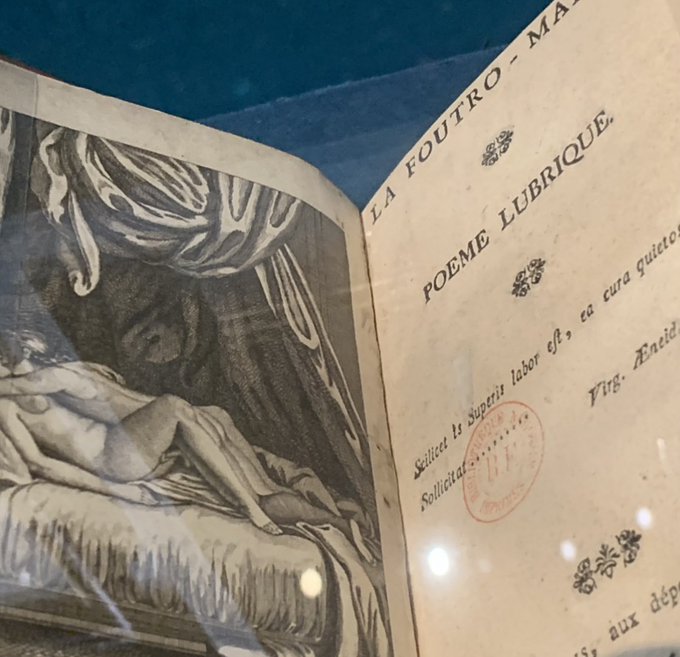 LA FOUTRO - MA
POEME LUBRIQUE.
Scilicet is Superis labor eſt, ea cura quietos
Sollicitat.........
Virg. Æneid.
aux dép